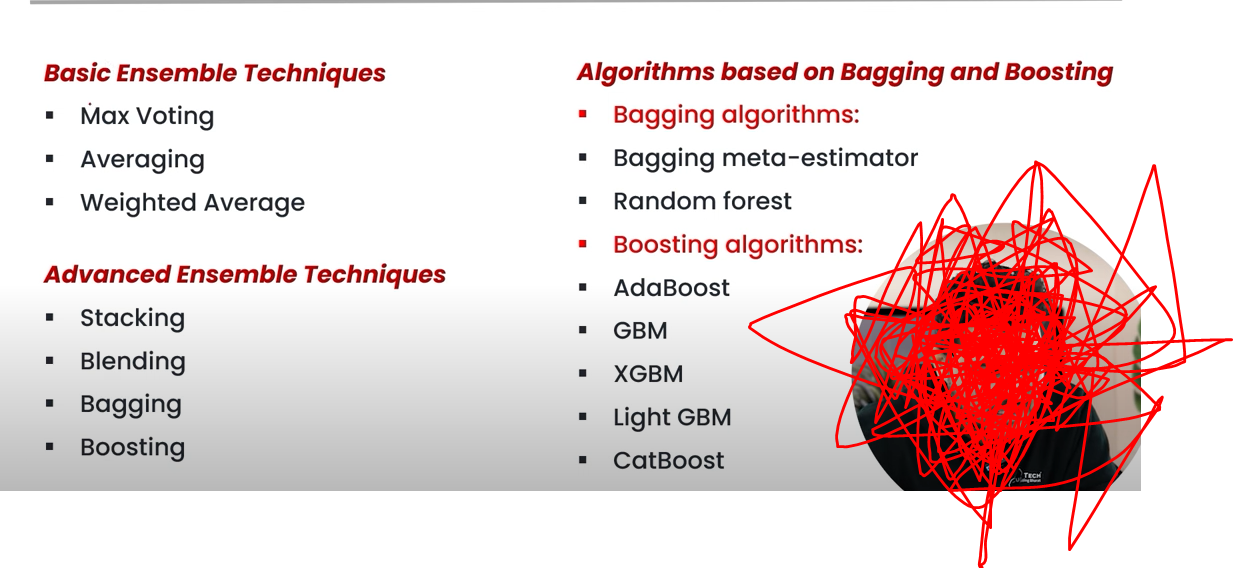 Basic Ensemble Techniques
▪ Max Voting
▪ Averaging
▪ Weighted Average
Advanced Ensemble Techniques
▪ Stacking
▪ Blending
▪ Bagging
▪ Boosting
Algorithms based on Bagging and Boosting
▪ Bagging algorithms:
▪ Bagging meta-estimator
▪ Random forest
▪ Boosting algorithms:
▪ AdaBoost
▪ GBM
▪ XGBM
▪ Light GBM
▪ CatBoost
TECH